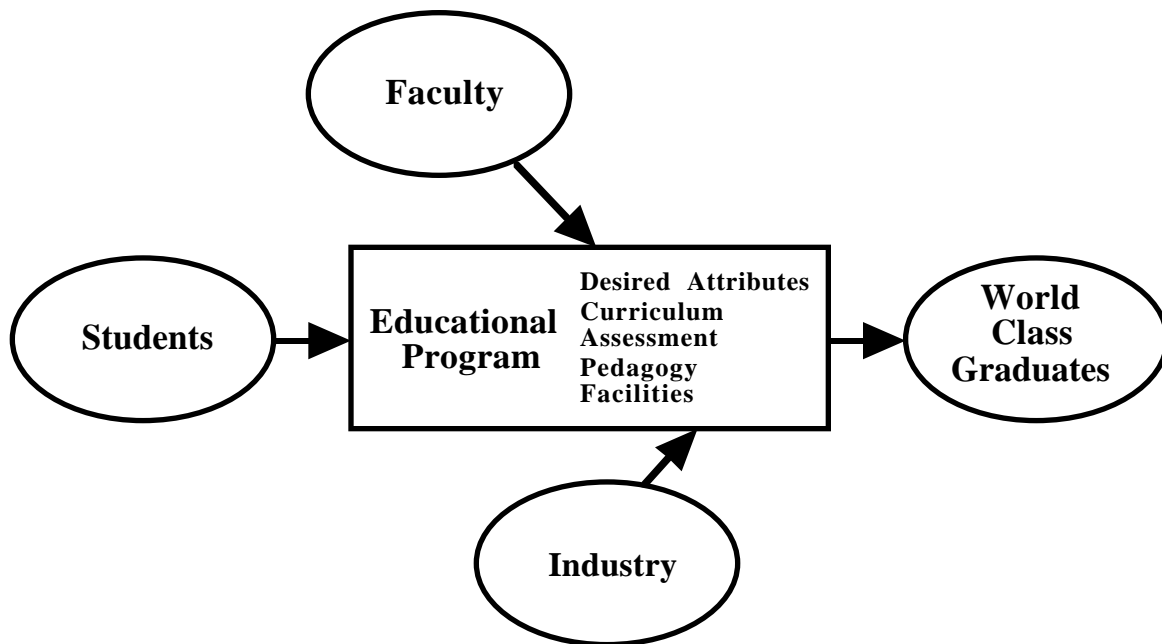 Faculty
Students
Educational
Program
Desired Attributes
Curriculum
Assessment
Pedagogy
Facilities
World
Class
Graduates
Industry